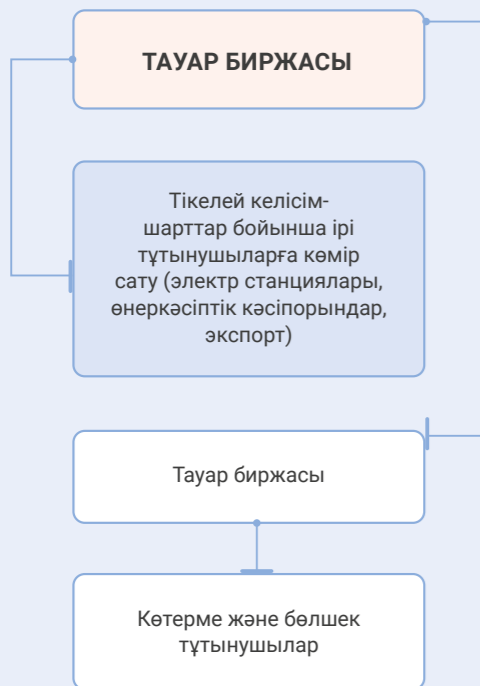 ТАУАР БИРЖАСЫ
Тікелей келісім-
шарттар бойынша ірі
тұтынушыларға көмір
сату (электр станциялары,
өнеркәсіптік кәсіпорындар,
экспорт)
Тауар биржасы
Көтерме және бөлшек
тұтынушылар